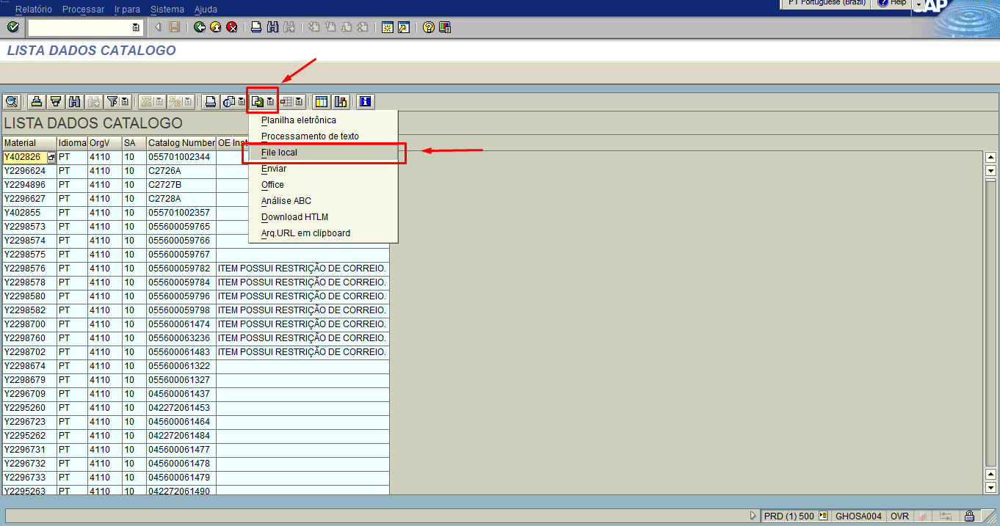 Relatório Processar Ir para Sistema Ajuda
PT Portuguese (Brazil) Help
SAP
LISTA DADOS CATALOGO
LISTA DADOS CATALOGO
Planilha eletrônica
Processamento de texto
File local
Enviar
Office
Análise ABC
Download HTLM
Arq.URL em clipboard
Material Idioma OrgV SA Catalog Number OE Inst
Y402826 PT 4110 10 055701002344
Y2296624 PT 4110 10 C2726A
Y2294896 PT 4110 10 C2727B
Y2296627 PT 4110 10 C2728A
Y402855 PT 4110 10 055701002357
Y2298573 PT 4110 10 055600059765
Y2298574 PT 4110 10 055600059766
Y2298575 PT 4110 10 055600059767
Y2298576 PT 4110 10 055600059782 ITEM POSSUI RESTRIÇÃO DE CORREIO.
Y2298578 PT 4110 10 055600059784 ITEM POSSUI RESTRIÇÃO DE CORREIO.
Y2298580 PT 4110 10 055600059796 ITEM POSSUI RESTRIÇÃO DE CORREIO.
Y2298582 PT 4110 10 055600059798 ITEM POSSUI RESTRIÇÃO DE CORREIO.
Y2298700 PT 4110 10 055600061474 ITEM POSSUI RESTRIÇÃO DE CORREIO.
Y2298760 PT 4110 10 055600063236 ITEM POSSUI RESTRIÇÃO DE CORREIO.
Y2298702 PT 4110 10 055600061483 ITEM POSSUI RESTRIÇÃO DE CORREIO.
Y2298674 PT 4110 10 055600061322
Y2298679 PT 4110 10 055600061327
Y2296709 PT 4110 10 045600061437
Y2295260 PT 4110 10 042272061453
Y2296723 PT 4110 10 045600061464
Y2295262 PT 4110 10 042272061484
Y2296731 PT 4110 10 045600061477
Y2296732 PT 4110 10 045600061478
Y2296733 PT 4110 10 045600061479
Y2295263 PT 4110 10 042272061490
PRD (1) 500 GHOSA004 OVR